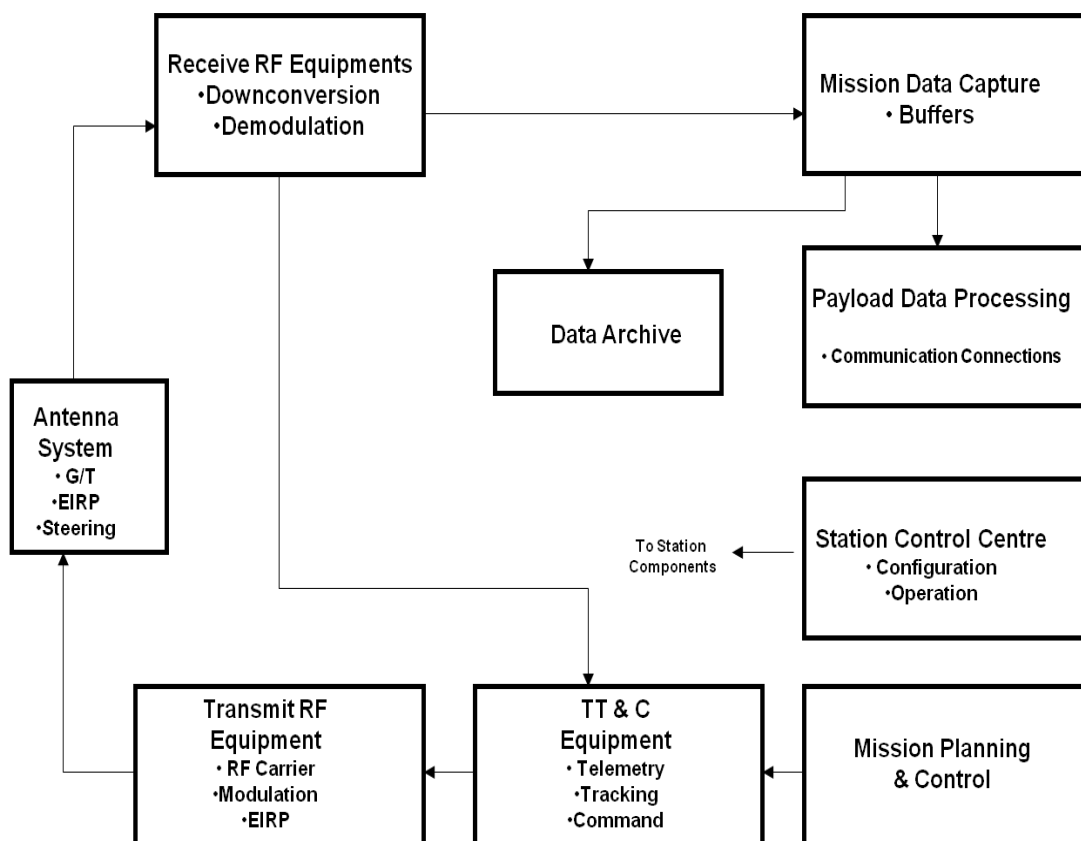 Receive RF Equipments
•Downconversion
•Demodulation
Mission Data Capture
• Buffers
Data Archive
Payload Data Processing
• Communication Connections
Antenna
System
• G/T
•EIRP
•Steering
To Station
Components
Station Control Centre
• Configuration
•Operation
Transmit RF
Equipment
• RF Carrier
•Modulation
• EIRP
TT & C
Equipment
• Telemetry
•Tracking
•Command
Mission Planning
& Control